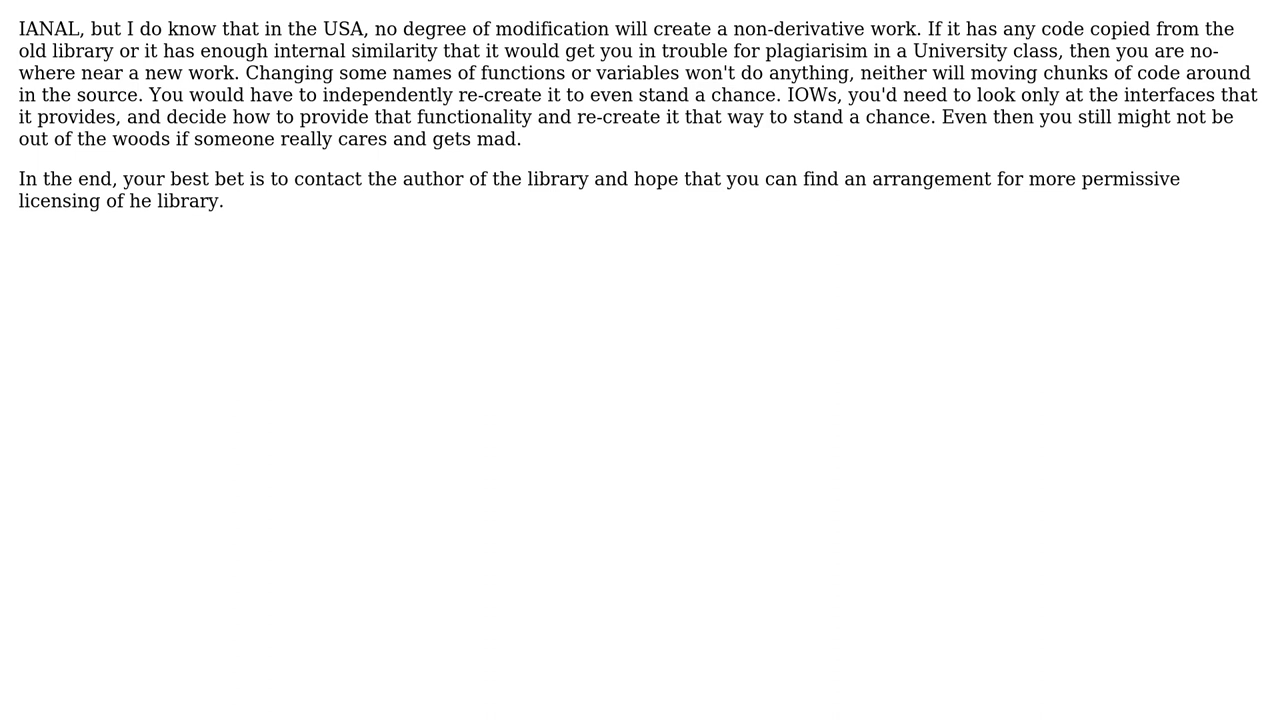 IANAL, but I do know that in the USA, no degree of modification will create a non-derivative work. If it has any code copied from the
old library or it has enough internal similarity that it would get you in trouble for plagiarisim in a University class, then you are no-
where near a new work. Changing some names of functions or variables won't do anything, neither will moving chunks of code around
in the source. You would have to independently re-create it to even stand a chance. IOWs, you'd need to look only at the interfaces that
it provides, and decide how to provide that functionality and re-create it that way to stand a chance. Even then you still might not be
out of the woods if someone really cares and gets mad.
In the end, your best bet is to contact the author of the library and hope that you can find an arrangement for more permissive
licensing of he library.